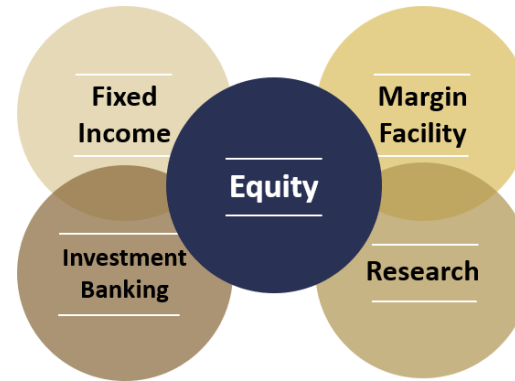 Fixed
Income
Margin
Facility
Equity
Investment
Banking
Research